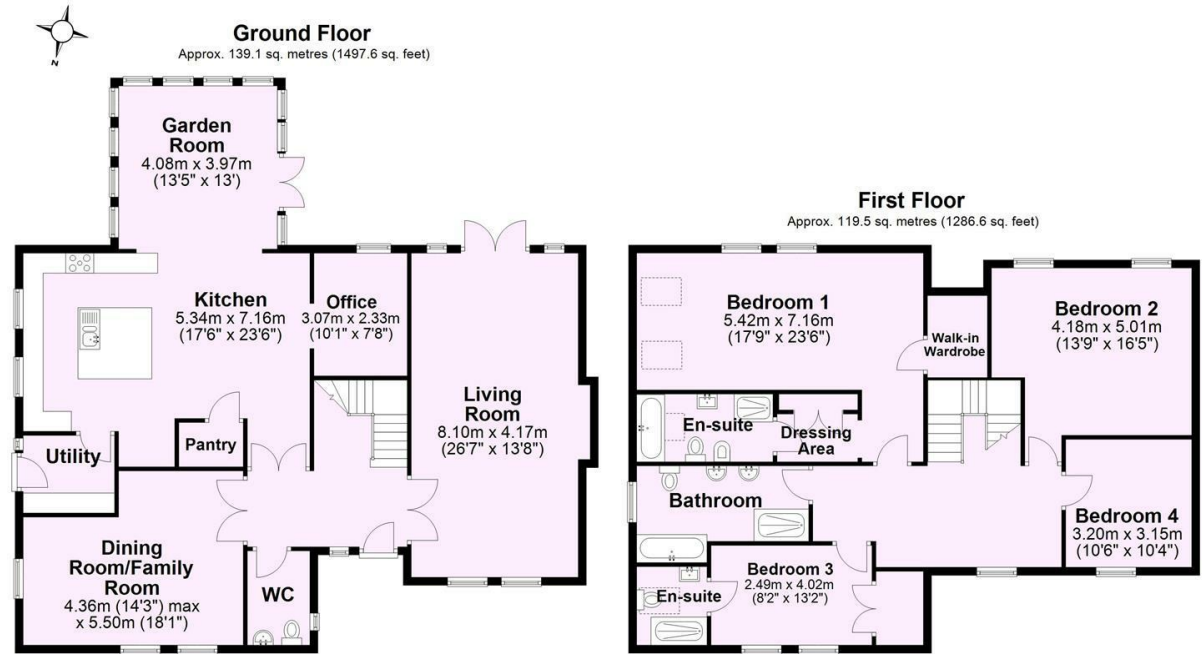 N
Ground Floor
Approx. 139.1 sq. metres (1497.6 sq. feet)
Garden
Room
4.08m x 3.97m
(13'5" x 13')
Kitchen
5.34m x 7.16m
(17'6" x 23'6")
Office
3.07m x 2.33m
(10'1" x 7'8")
Living
Room
8.10m x 4.17m
(26'7" x 13'8")
Pantry
Utility
Dining
Room/Family
Room
4.36m (14'3") max
x 5.50m (18'1")
WC
First Floor
Approx. 119.5 sq. metres (1286.6 sq. feet)
Bedroom 1
5.42m x 7.16m
(17'9" x 23'6")
Walk-in
Wardrobe
Bedroom 2
4.18m x 5.01m
(13'9" x 16'5")
En-suite
Dressing
Area
Bathroom
Bedroom 4
3.20m x 3.15m
(10'6" x 10'4")
Bedroom 3
2.49m x 4.02m
(8'2" x 13'2")
En-suite